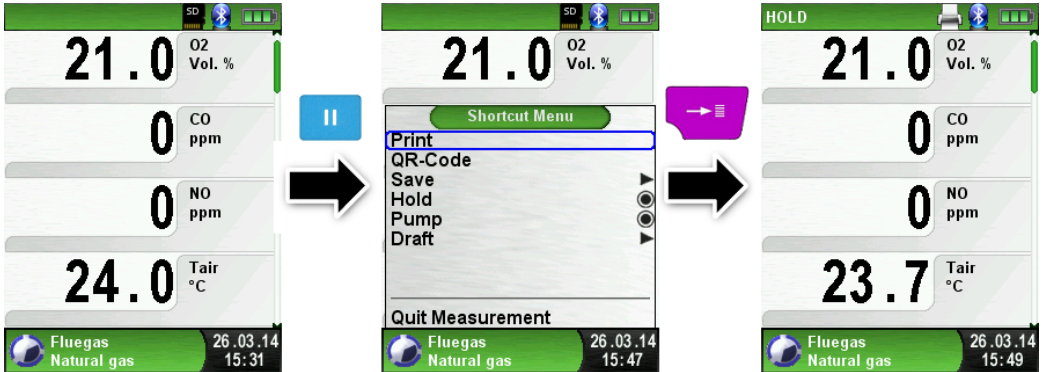 SD
21.0
O2
Vol. %
0
CO
ppm
0
NO
ppm
24.0
Tair
°C
Fluegas
Natural gas
26.03.14
15:31
SD
21.0
O2
Vol. %
Shortcut Menu
Print
QR-Code
Save
Hold
Pump
Draft
Quit Measurement
Fluegas
Natural gas
26.03.14
15:47
HOLD
21.0
O2
Vol. %
0
CO
ppm
0
NO
ppm
23.7
Tair
°C
Fluegas
Natural gas
26.03.14
15:49